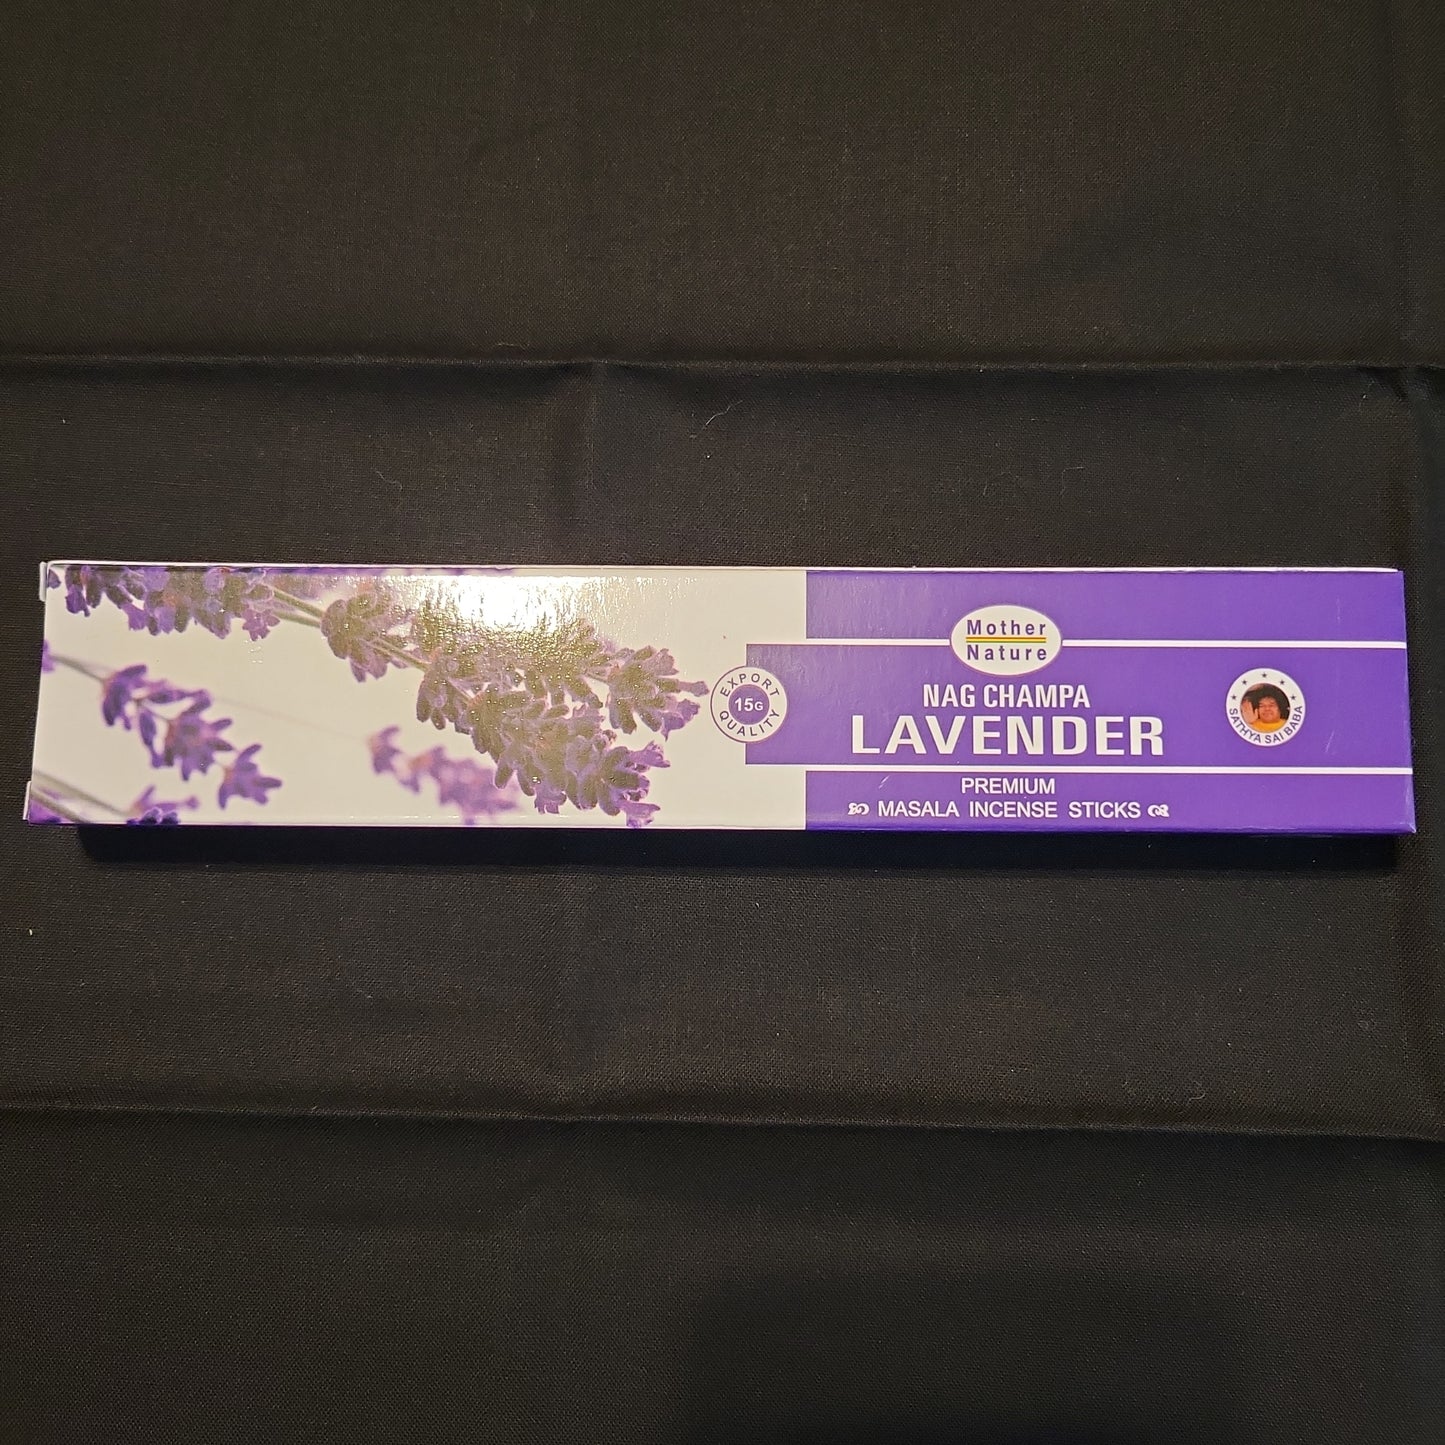 Mother
Nature
EXPORT
15G
QUALITY
NAG CHAMPA
LAVENDER
SATHYA SAI BABA
PREMIUM
MASALA INCENSE STICKS